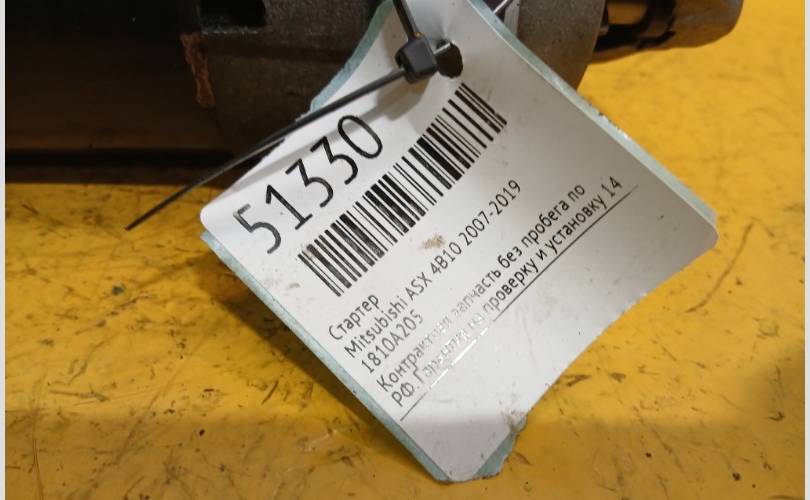 51330
Стартер
Mitsubishi ASX 4B10 2007-2019
1810A205
Контрактная запчасть без пробега по
РФ. Гарантия на проверку и установку 14